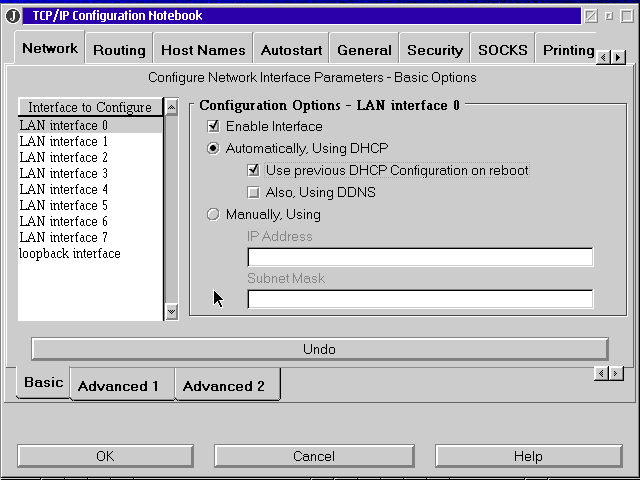 J TCP/IP Configuration Notebook
Network Routing Host Names Autostart General Security SOCKS Printing
Configure Network Interface Parameters - Basic Options
Interface to Configure
LAN interface 0
LAN interface 1
LAN interface 2
LAN interface 3
LAN interface 4
LAN interface 5
LAN interface 6
LAN interface 7
loopback interface
Configuration Options - LAN interface 0
Enable Interface
Automatically, Using DHCP
Use previous DHCP Configuration on reboot
Also, Using DDNS
Manually, Using
IP Address
Subnet Mask
Undo
Basic Advanced 1 Advanced 2
OK Cancel Help